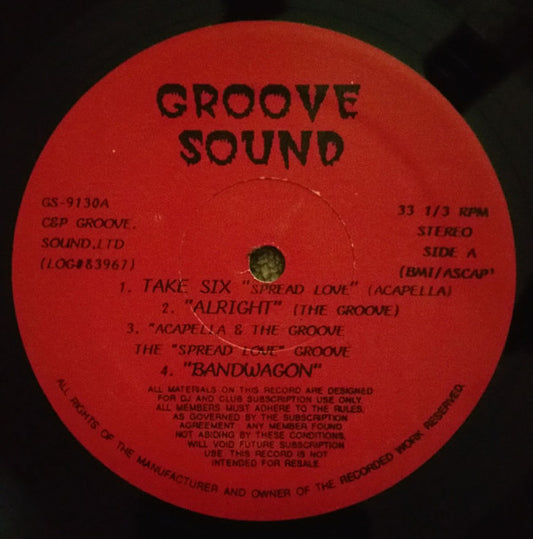 GROOVE
SOUND
GS-9130A
C&P GROOVE.
SOUND.LTD
(LOG#83967)
33 1/3 RPM
STEREO
SIDE A
(BMI/ASCAP)
1. TAKE SIX "SPREAD LOVE" (ACAPELLA)
2. "ALRIGHT" (THE GROOVE)
3. "ACAPELLA & THE GROOVE
THE "SPREAD LOVE" GROOVE
4. "BANDWAGON"
ALL MATERIALS ON THIS RECORD ARE DESIGNED
FOR DJ AND CLUB SUBSCRIPTION USE ONLY.
ALL MEMBERS MUST ADHERE TO THE RULES,
AS GOVERNED BY THE SUBSCRIPTION
AGREEMENT. ANY MEMBER FOUND
NOT ABIDING BY THESE CONDITIONS,
WILL VOID FUTURE SUBSCRIPTION
USE. THIS RECORD IS NOT
INTENDED FOR RESALE.
ALL RIGHTS OF THE MANUFACTURER AND OWNER OF THE RECORDED WORK RESERVED.